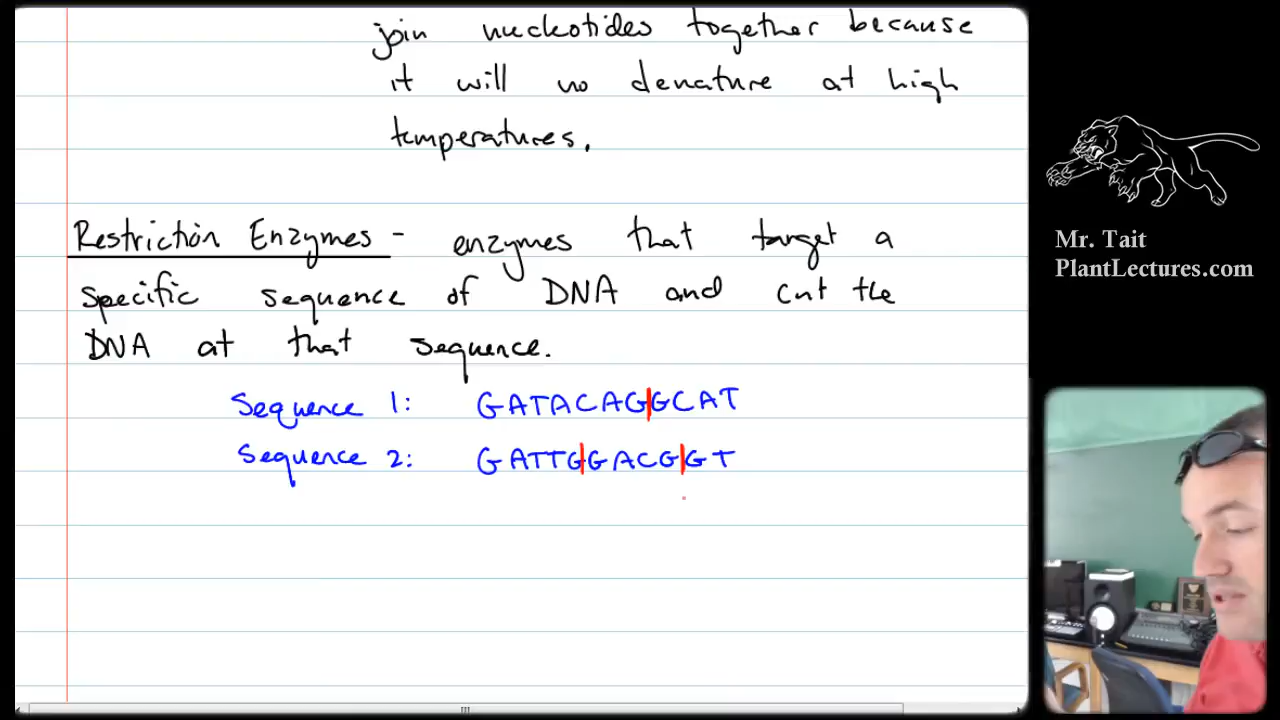 join nucleotides together because
it will no denature at high
temperatures.
Restriction Enzymes - enzymes that target a
specific sequence of DNA and cut the
DNA at that sequence.
Sequence 1: GATACAG|GCAT
Sequence 2: GATTG|GACG|GT
Mr. Tait
PlantLectures.com